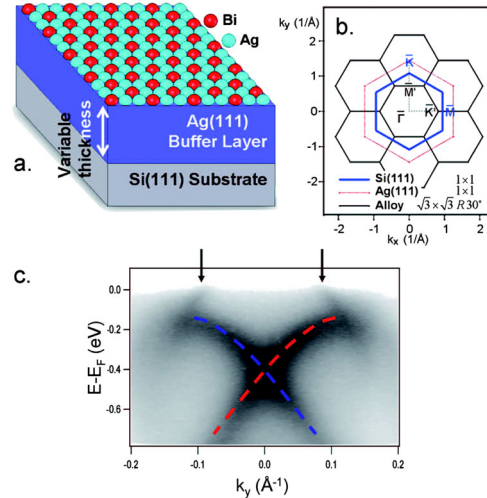 Bi
Ag
a.
Variable
thickness
Ag(111)
Buffer Layer
Si(111) Substrate
b.
ky (1/Å)
2
1
0
-1
-2
K̄
M̄'
Γ̄
K̄'
M̄
Si(111) 1×1
Ag(111) 1×1
Alloy √3×√3 R30°
-2 -1 0 1 2
kx (1/Å)
c.
E-EF (eV)
0.0
-0.2
-0.4
-0.6
-0.2 -0.1 0.0 0.1 0.2
ky (Å-1)